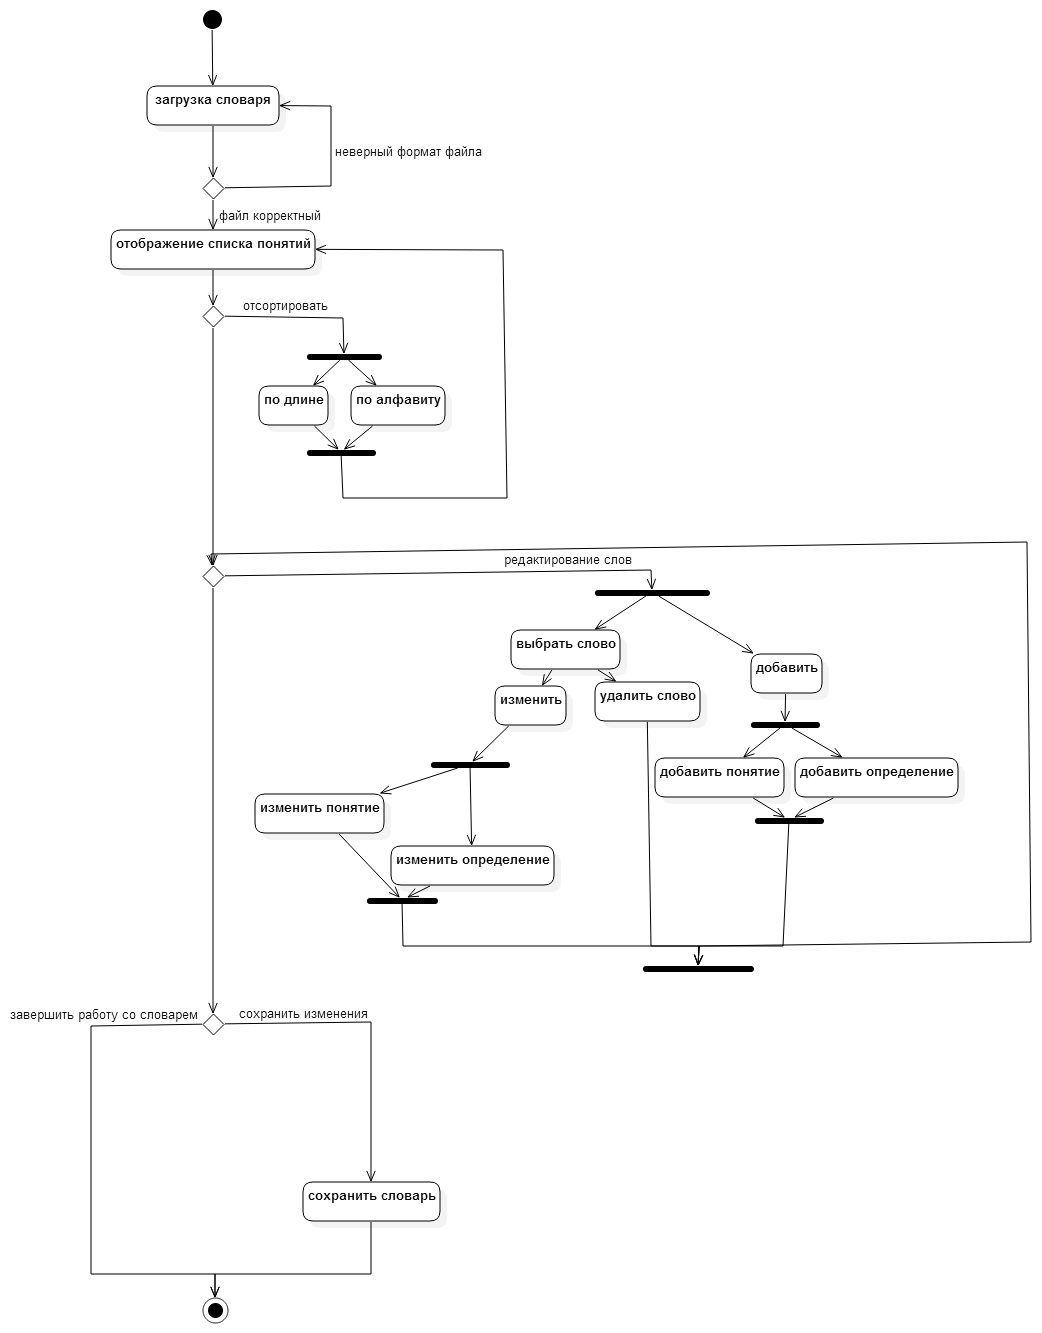 загрузка словаря
неверный формат файла
файл корректный
отображение списка понятий
отсортировать
по длине
по алфавиту
редактирование слов
выбрать слово
добавить
изменить
удалить слово
добавить понятие
добавить определение
изменить понятие
изменить определение
завершить работу со словарем
сохранить изменения
сохранить словарь